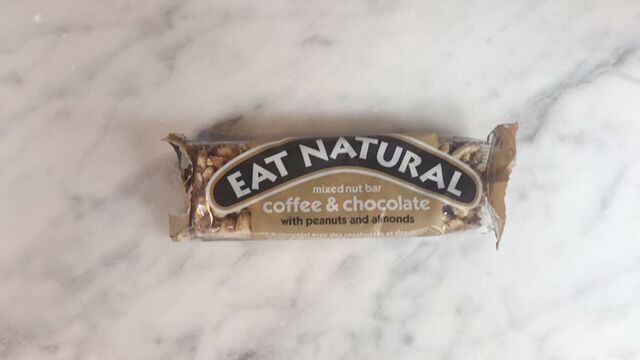 EAT NATURAL
mixed nut bar
coffee & chocolate
with peanuts and almonds